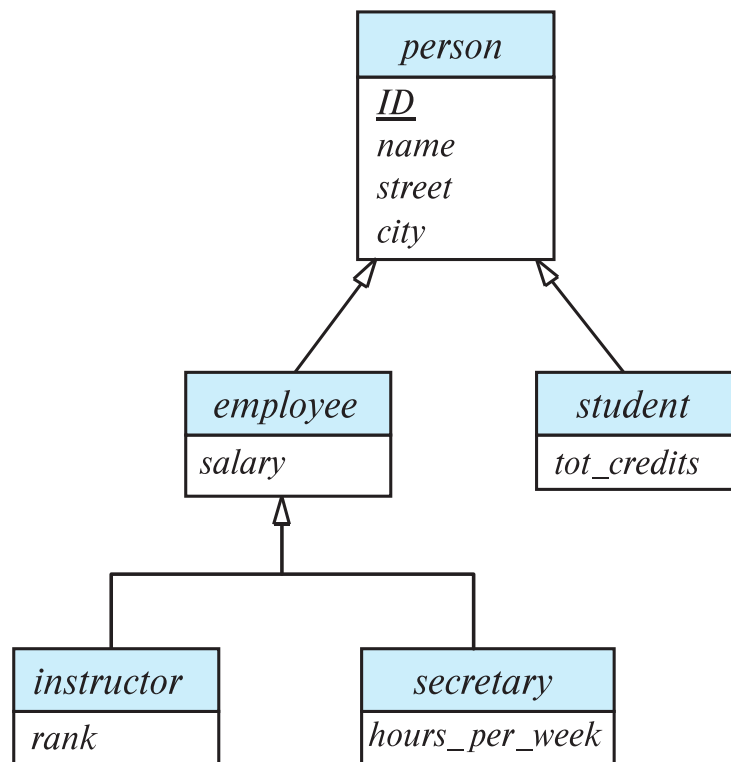 person
ID
name
street
city
employee
salary
student
tot_credits
instructor
rank
secretary
hours_per_week